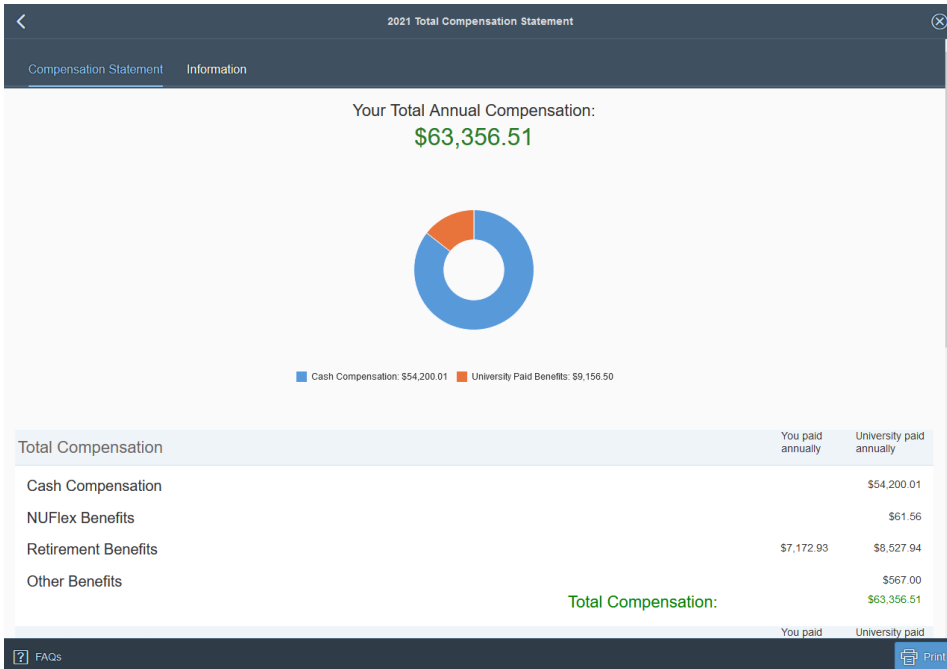 2021 Total Compensation Statement
Compensation Statement Information
Your Total Annual Compensation:
$63,356.51
Cash Compensation: $54,200.01 University Paid Benefits: $9,156.50
Total Compensation You paid annually University paid annually
Cash Compensation $54,200.01
NUFlex Benefits $61.56
Retirement Benefits $7,172.93 $8,527.94
Other Benefits $567.00
Total Compensation: $63,356.51
You paid University paid
? FAQs Print